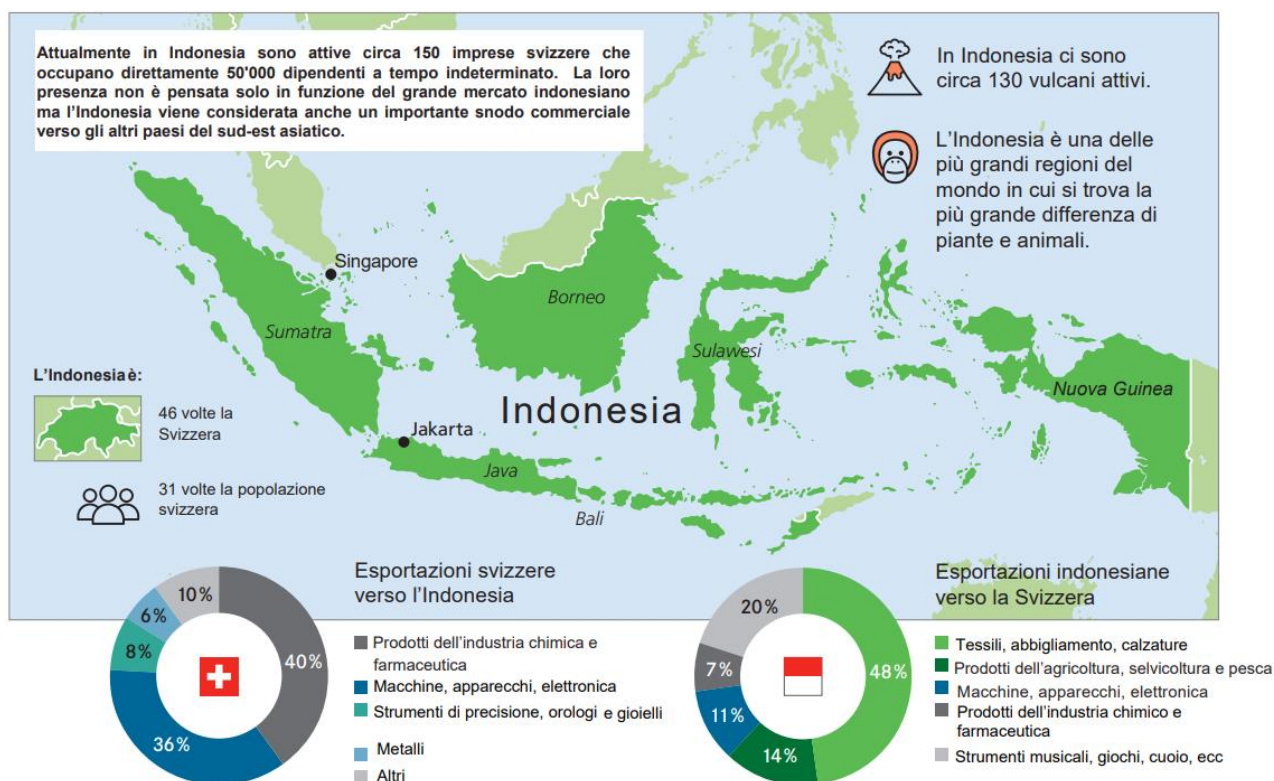 Attualmente in Indonesia sono attive circa 150 imprese svizzere che
occupano direttamente 50'000 dipendenti a tempo indeterminato. La loro
presenza non è pensata solo in funzione del grande mercato indonesiano
ma l'Indonesia viene considerata anche un importante snodo commerciale
verso gli altri paesi del sud-est asiatico.
In Indonesia ci sono
circa 130 vulcani attivi.
L'Indonesia è una delle
più grandi regioni del
mondo in cui si trova la
più grande differenza di
piante e animali.
Singapore
Borneo
Sumatra
Sulawesi
Nuova Guinea
Indonesia
Jakarta
Java
Bali
L'Indonesia è:
46 volte la
Svizzera
31 volte la popolazione
svizzera
Esportazioni svizzere
verso l'Indonesia
10%
6%
8%
40%
36%
Prodotti dell'industria chimica e
farmaceutica
Macchine, apparecchi, elettronica
Strumenti di precisione, orologi e gioielli
Metalli
Altri
Esportazioni indonesiane
verso la Svizzera
20%
7%
48%
11%
14%
Tessili, abbigliamento, calzature
Prodotti dell'agricoltura, selvicoltura e pesca
Macchine, apparecchi, elettronica
Prodotti dell'industria chimico e
farmaceutica
Strumenti musicali, giochi, cuoio, ecc